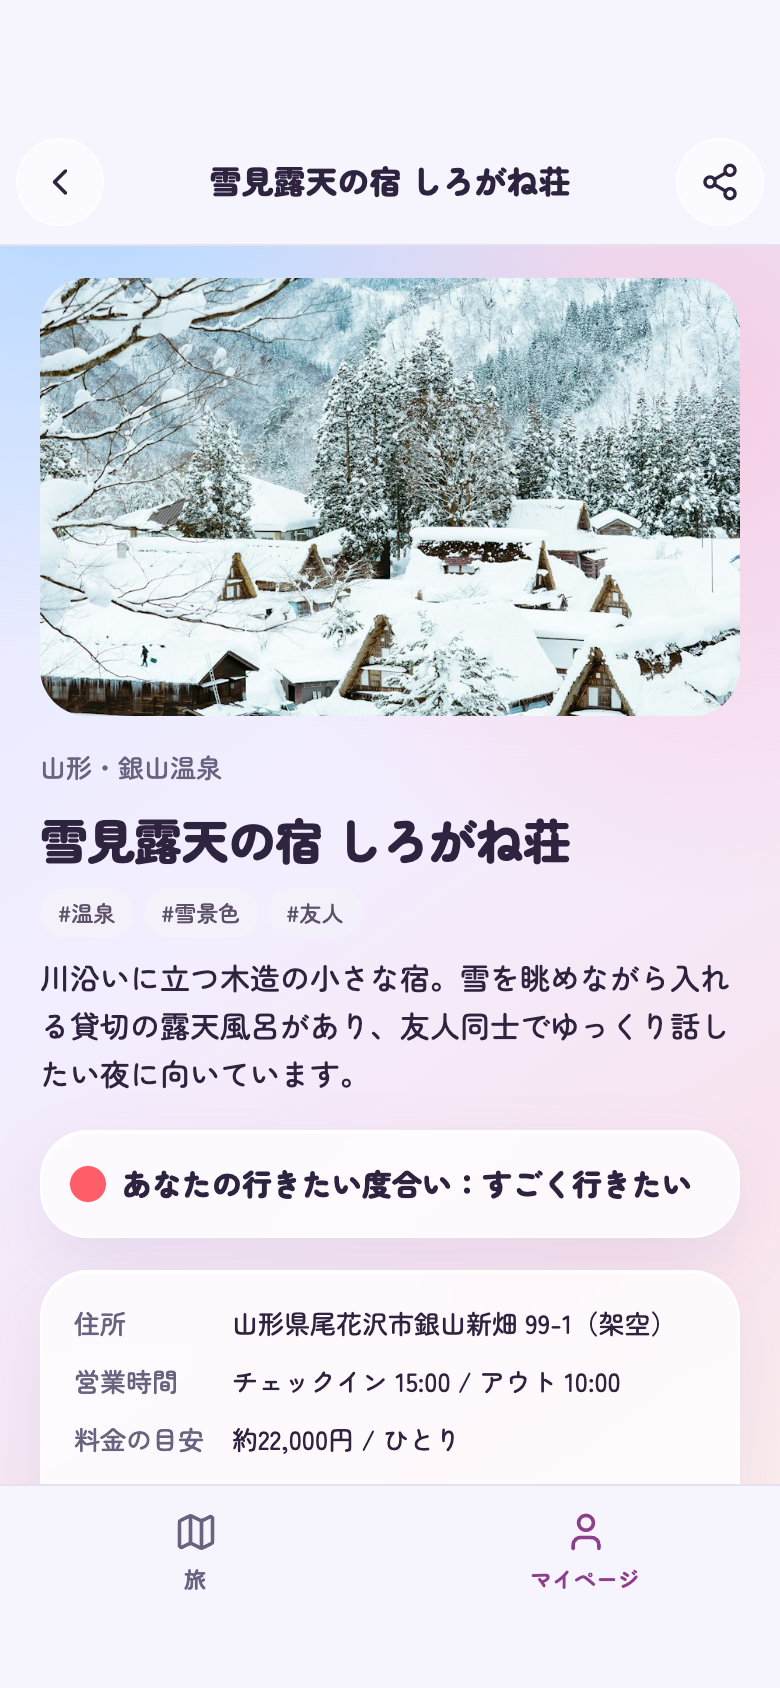 雪見露天の宿 しろがね荘
山形・銀山温泉
雪見露天の宿 しろがね荘
#温泉 #雪景色 #友人
川沿いに立つ木造の小さな宿。雪を眺めながら入れ
る貸切の露天風呂があり、友人同士でゆっくり話し
たい夜に向いています。
あなたの行きたい度合い：すごく行きたい
住所 山形県尾花沢市銀山新畑 99-1（架空）
営業時間 チェックイン 15:00 / アウト 10:00
料金の目安 約22,000円 / ひとり
旅 マイページ